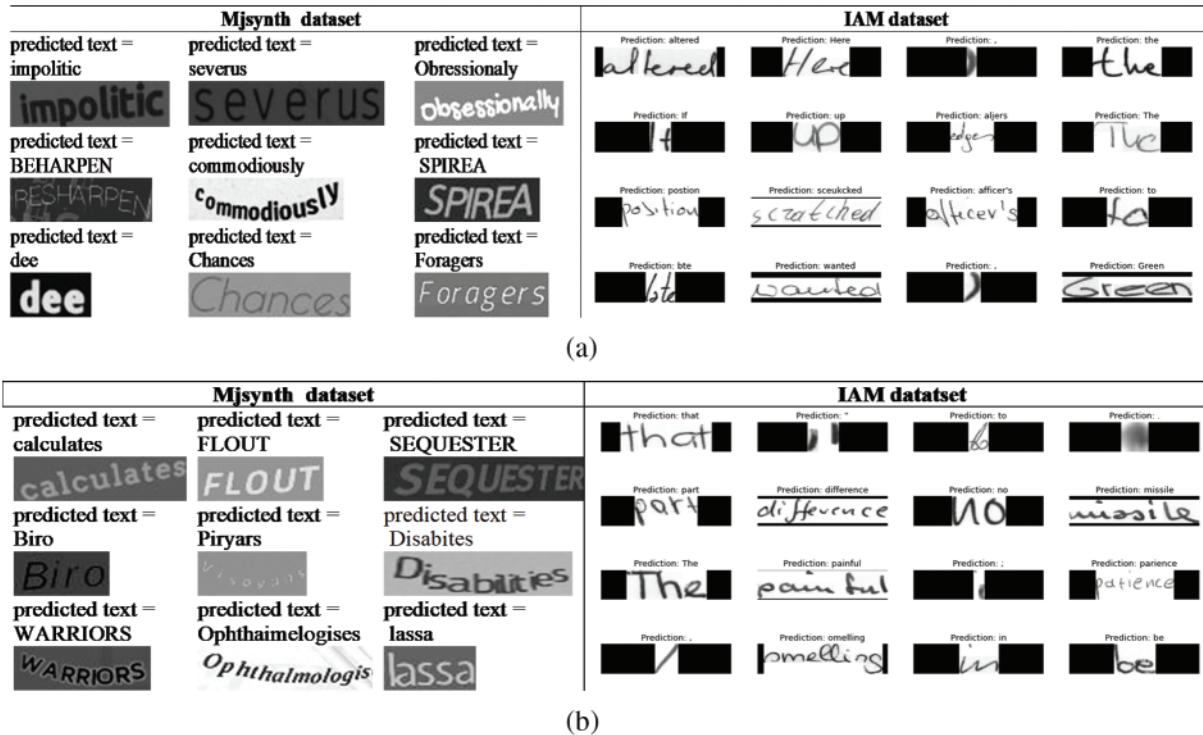 Mjsynth dataset IAM dataset
predicted text = predicted text = predicted text = Prediction: altered Prediction: Here Prediction: , Prediction: the
impolitic severus Obressionaly
impolitic severus obsessionally altered Here ) the
Prediction: If Prediction: up Prediction: aljers Prediction: The
predicted text = predicted text = predicted text =
BEHARPEN commodiously SPIREA
If up edges The
RESHARPEN commodiously SPIREA
Prediction: postion Prediction: sceukcked Prediction: afficer's Prediction: to
position scratched officer's to
predicted text = predicted text = predicted text =
dee Chances Foragers
Prediction: bte Prediction: wanted Prediction: , Prediction: Green
dee Chances Foragers bte wanted ) Green
(a)
Mjsynth dataset IAM datatset
predicted text = predicted text = predicted text = Prediction: that Prediction: " Prediction: to Prediction: .
calculates FLOUT SEQUESTER
calculates FLOUT SEQUESTER that to
Prediction: part Prediction: difference Prediction: no Prediction: missile
predicted text = predicted text = predicted text =
Biro Piryars Disabites
part difference no missile
Biro Visayans Disabilities
Prediction: The Prediction: painful Prediction: ; Prediction: parience
The painful patience
predicted text = predicted text = predicted text =
WARRIORS Ophthaimelogises lassa
Prediction: , Prediction: omelling Prediction: in Prediction: be
WARRIORS Ophthalmologis lassa / smelling in be
(b)